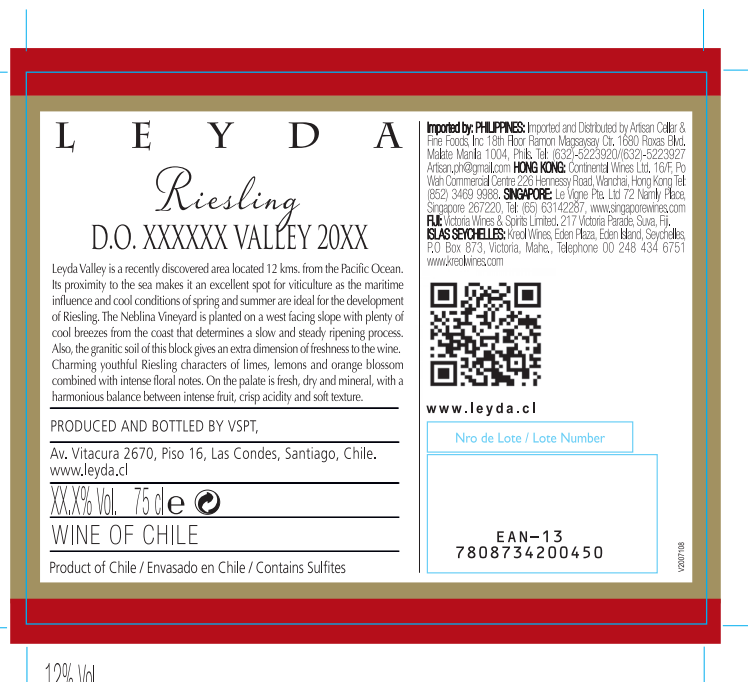 L E Y D A
Riesling
D.O. XXXXXX VALLEY 20XX
Leyda Valley is a recently discovered area located 12 kms. from the Pacific Ocean.
Its proximity to the sea makes it an excellent spot for viticulture as the maritime
influence and cool conditions of spring and summer are ideal for the development
of Riesling. The Neblina Vineyard is planted on a west facing slope with plenty of
cool breezes from the coast that determines a slow and steady ripening process.
Also, the granitic soil of this block gives an extra dimension of freshness to the wine.
Charming youthful Riesling characters of limes, lemons and orange blossom
combined with intense floral notes. On the palate is fresh, dry and mineral, with a
harmonious balance between intense fruit, crisp acidity and soft texture.
PRODUCED AND BOTTLED BY VSPT,
Av. Vitacura 2670, Piso 16, Las Condes, Santiago, Chile.
www.leyda.cl
XX.X% Vol. 75 cl e
WINE OF CHILE
Product of Chile / Envasado en Chile / Contains Sulfites
Imported by: PHILIPPINES: Imported and Distributed by Artisan Cellar &
Fine Foods, Inc 18th Floor Ramon Magsaysay Ctr. 1680 Roxas Blvd.
Malate Manila 1004, Phils. Tel: (632)-5223920/(632)-5223927
Artisan.ph@gmail.com HONG KONG: Continental Wines Ltd. 16/F, Po
Wah Commercial Centre 226 Hennessy Road, Wanchai, Hong Kong Tel:
(852) 3469 9988. SINGAPORE: Le Vigne Pte. Ltd 72 Namly Place,
Singapore 267220, Tel: (65) 63142287, www.singaporewines.com
FIJI: Victoria Wines & Spirits Limited. 217 Victoria Parade, Suva, Fiji.
ISLAS SEYCHELLES: Kreol Wines, Eden Plaza, Eden Island, Seychelles,
P.O Box 873, Victoria, Mahe., Telephone 00 248 434 6751
www.kreolwines.com
www.leyda.cl
Nro de Lote / Lote Number
EAN-13
7808734200450
V2007108
12% Vol